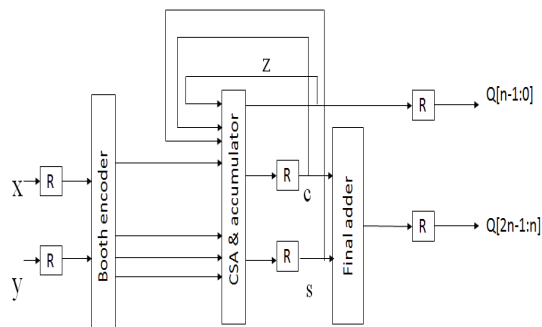 Z
R
Q[n-1:0]
x
R
Booth encoder
CSA & accumulator
R
c
Final adder
R
Q[2n-1:n]
y
R
R
s